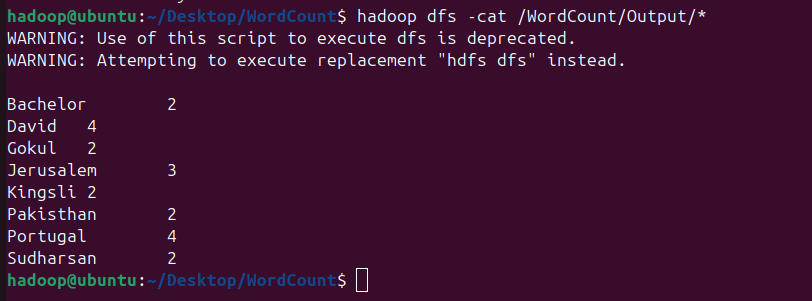 hadoop@ubuntu:~/Desktop/WordCount$ hadoop dfs -cat /WordCount/Output/*
WARNING: Use of this script to execute dfs is deprecated.
WARNING: Attempting to execute replacement "hdfs dfs" instead.

Bachelor	2
David	4
Gokul	2
Jerusalem	3
Kingsli	2
Pakisthan	2
Portugal	4
Sudharsan	2
hadoop@ubuntu:~/Desktop/WordCount$